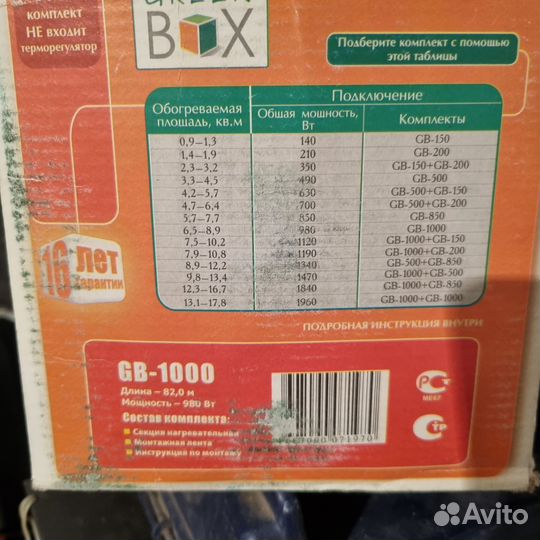 комплект
НЕ входит
терморегулятор
GREEN
BOX
Подберите комплект с помощью
этой таблицы
Обогреваемая площадь, кв.м
Подключение
Общая мощность, Вт
Комплекты
0,9–1,3 140 GB-150
1,4–1,9 210 GB-200
2,3–3,2 350 GB-150+GB-200
3,3–4,5 490 GB-500
4,2–5,7 630 GB-500+GB-150
4,7–6,4 700 GB-500+GB-200
5,7–7,7 850 GB-850
6,5–8,9 980 GB-1000
7,5–10,2 1120 GB-1000+GB-150
7,9–10,8 1190 GB-1000+GB-200
8,9–12,2 1340 GB-500+GB-850
9,8–13,4 1470 GB-1000+GB-500
12,3–16,7 1840 GB-1000+GB-850
13,1–17,8 1960 GB-1000+GB-1000
16 лет
гарантии
ПОДРОБНАЯ ИНСТРУКЦИЯ ВНУТРИ
GB-1000
Длина – 82,0 м
Мощность – 980 Вт
Состав комплекта:
Секция нагревательная
Монтажная лента
Инструкция по монтажу
МЕ67
Avito